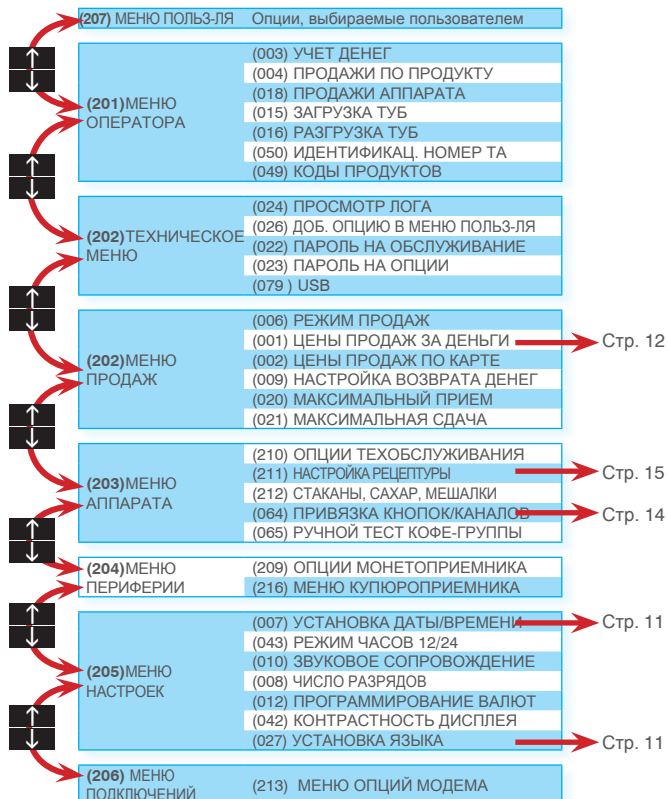 (207) МЕНЮ ПОЛЬЗ-ЛЯ Опции, выбираемые пользователем
(201)МЕНЮ
ОПЕРАТОРА
(003) УЧЕТ ДЕНЕГ
(004) ПРОДАЖИ ПО ПРОДУКТУ
(018) ПРОДАЖИ АППАРАТА
(015) ЗАГРУЗКА ТУБ
(016) РАЗГРУЗКА ТУБ
(050) ИДЕНТИФИКАЦ. НОМЕР ТА
(049) КОДЫ ПРОДУКТОВ
(202)ТЕХНИЧЕСКОЕ
МЕНЮ
(024) ПРОСМОТР ЛОГА
(026) ДОБ. ОПЦИЮ В МЕНЮ ПОЛЬЗ-ЛЯ
(022) ПАРОЛЬ НА ОБСЛУЖИВАНИЕ
(023) ПАРОЛЬ НА ОПЦИИ
(079 ) USB
(202)МЕНЮ
ПРОДАЖ
(006) РЕЖИМ ПРОДАЖ
(001) ЦЕНЫ ПРОДАЖ ЗА ДЕНЬГИ Стр. 12
(002) ЦЕНЫ ПРОДАЖ ПО КАРТЕ
(009) НАСТРОЙКА ВОЗВРАТА ДЕНЕГ
(020) МАКСИМАЛЬНЫЙ ПРИЕМ
(021) МАКСИМАЛЬНАЯ СДАЧА
(203)МЕНЮ
АППАРАТА
(210) ОПЦИИ ТЕХОБСЛУЖИВАНИЯ
(211) НАСТРОЙКА РЕЦЕПТУРЫ Стр. 15
(212) СТАКАНЫ, САХАР, МЕШАЛКИ
(064) ПРИВЯЗКА КНОПОК/КАНАЛОВ Стр. 14
(065) РУЧНОЙ ТЕСТ КОФЕ-ГРУППЫ
(204)МЕНЮ
ПЕРИФЕРИИ
(209) ОПЦИИ МОНЕТОПРИЕМНИКА
(216) МЕНЮ КУПЮРОПРИЕМНИКА
(205)МЕНЮ
НАСТРОЕК
(007) УСТАНОВКА ДАТЫ/ВРЕМЕНИ Стр. 11
(043) РЕЖИМ ЧАСОВ 12/24
(010) ЗВУКОВОЕ СОПРОВОЖДЕНИЕ
(008) ЧИСЛО РАЗРЯДОВ
(012) ПРОГРАММИРОВАНИЕ ВАЛЮТ
(042) КОНТРАСТНОСТЬ ДИСПЛЕЯ
(027) УСТАНОВКА ЯЗЫКА Стр. 11
(206) МЕНЮ
ПОДКЛЮЧЕНИЙ
(213) МЕНЮ ОПЦИЙ МОДЕМА